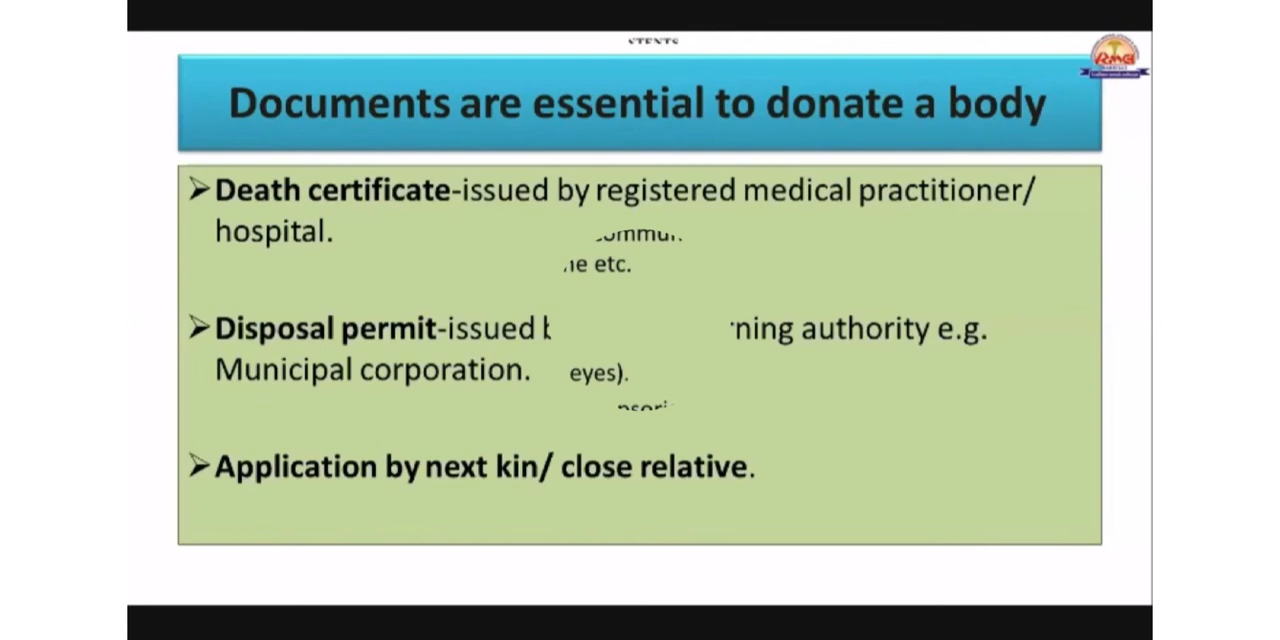 Documents are essential to donate a body
➢Death certificate-issued by registered medical practitioner/
hospital.
etc.
➢Disposal permit-issued authority e.g.
Municipal corporation. eyes).
➢Application by next kin/ close relative.